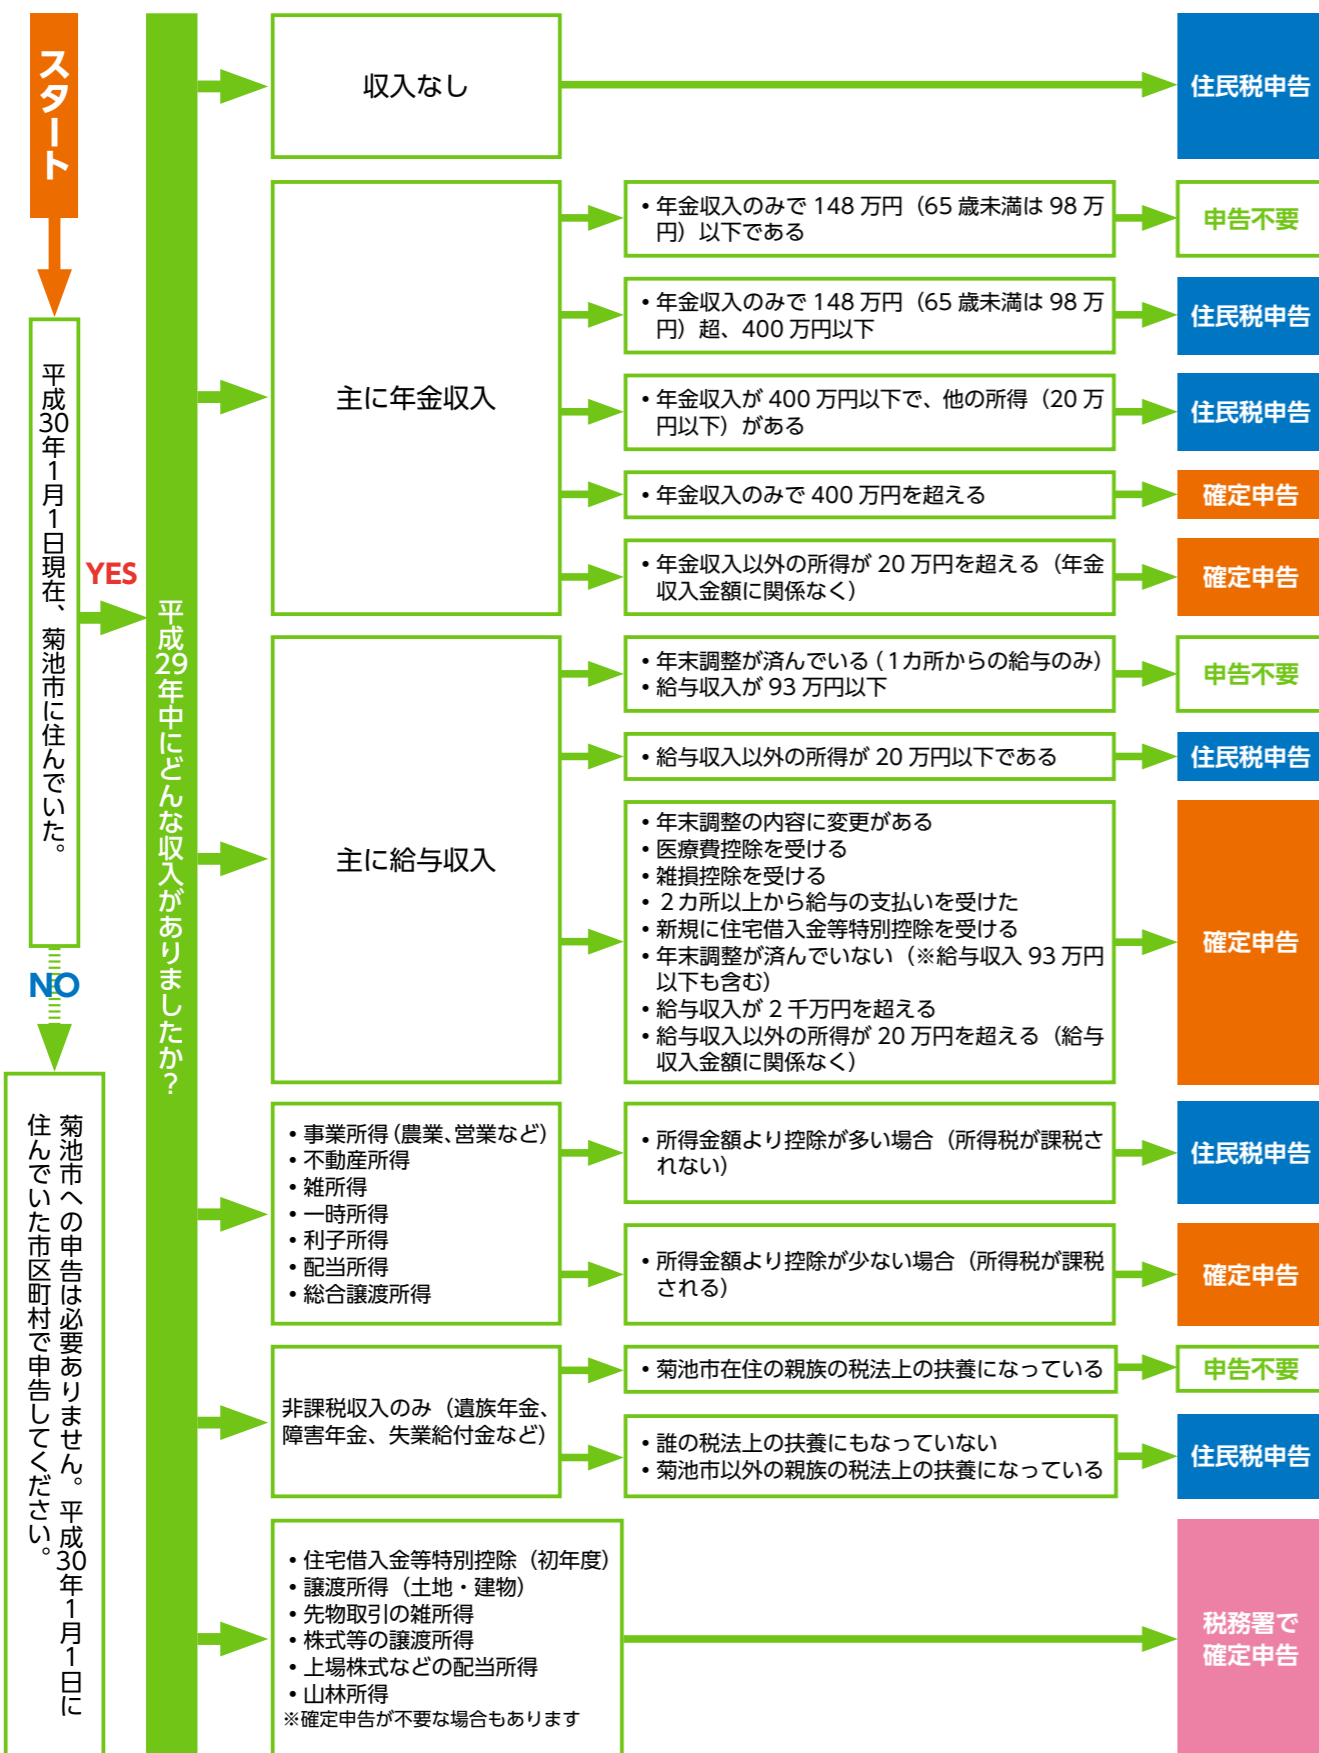 スタート
平成30年1月1日現在、菊池市に住んでいた。
YES
NO
菊池市への申告は必要ありません。平成30年1月1日に
住んでいた市区町村で申告してください。
平成29年中にどんな収入がありましたか?
収入なし
住民税申告
主に年金収入
・年金収入のみで 148 万円（65 歳未満は 98 万
円）以下である
申告不要
・年金収入のみで 148 万円（65 歳未満は 98 万
円）超、400 万円以下
住民税申告
・年金収入が 400 万円以下で、他の所得（20 万
円以下）がある
住民税申告
・年金収入のみで 400 万円を超える
確定申告
・年金収入以外の所得が 20 万円を超える（年金
収入金額に関係なく）
確定申告
主に給与収入
・年末調整が済んでいる（1カ所からの給与のみ）
・給与収入が 93 万円以下
申告不要
・給与収入以外の所得が 20 万円以下である
住民税申告
・年末調整の内容に変更がある
・医療費控除を受ける
・雑損控除を受ける
・２カ所以上から給与の支払いを受けた
・新規に住宅借入金等特別控除を受ける
・年末調整が済んでいない（※給与収入 93 万円
以下も含む）
・給与収入が 2 千万円を超える
・給与収入以外の所得が 20 万円を超える（給与
収入金額に関係なく）
確定申告
・事業所得（農業、営業など）
・不動産所得
・雑所得
・一時所得
・利子所得
・配当所得
・総合譲渡所得
・所得金額より控除が多い場合（所得税が課税さ
れない）
住民税申告
・所得金額より控除が少ない場合（所得税が課税
される）
確定申告
非課税収入のみ（遺族年金、
障害年金、失業給付金など）
・菊池市在住の親族の税法上の扶養になっている
申告不要
・誰の税法上の扶養にもなっていない
・菊池市以外の親族の税法上の扶養になっている
住民税申告
・住宅借入金等特別控除（初年度）
・譲渡所得（土地・建物）
・先物取引の雑所得
・株式等の譲渡所得
・上場株式などの配当所得
・山林所得
※確定申告が不要な場合もあります
税務署で
確定申告